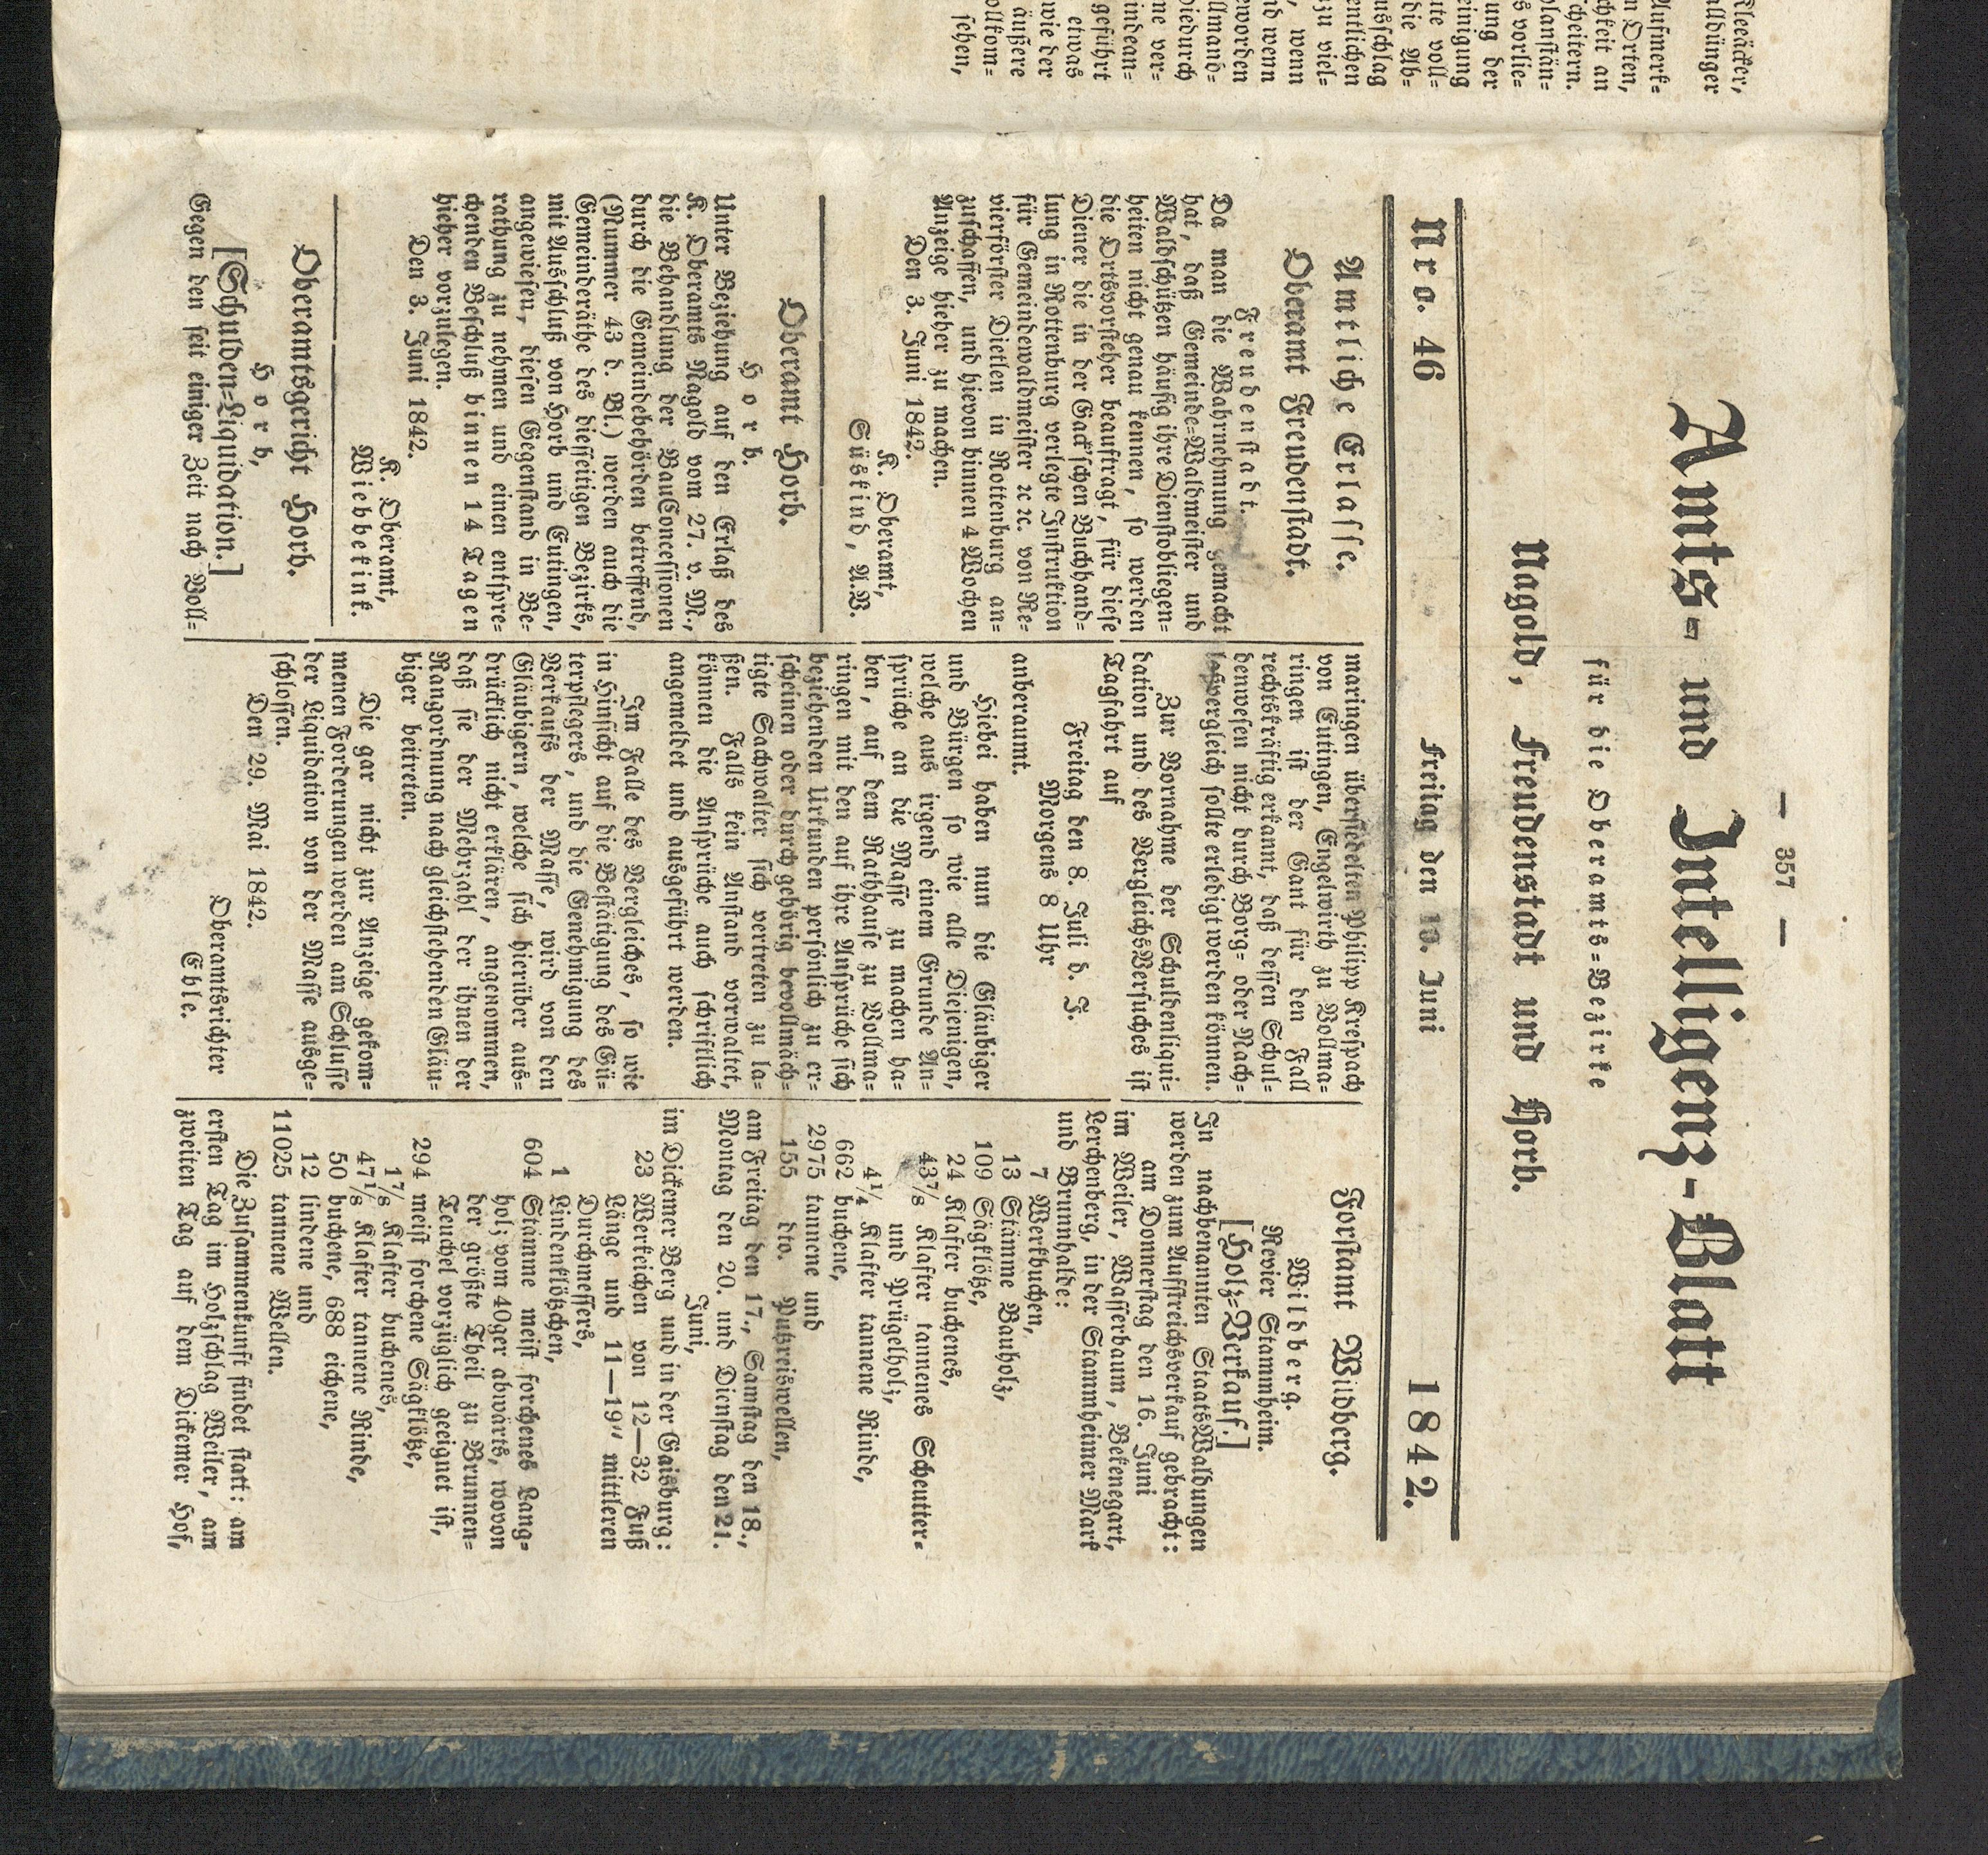 Kleeäcker,
— 357 —
Amts- und Intelligenz-Blatt
für die Oberamts-Bezirke
Nagold, Freudenstadt und Horb.
Nro. 46
Freitag den 10. Juni
1842.
Amtliche Erlasse.
Oberamt Freudenstadt.
Freudenstadt.
Da man die Wahrnehmung gemacht
hat, daß Gemeinde-Waldmeister und
Waldschützen häufig ihre Dienstobliegen-
heiten nicht genau kennen, so werden
die Ortsvorsteher beauftragt, für diese
Diener die in der Gack'schen Buchhand-
lung in Rottenburg verlegte Instruktion
für Gemeindewaldmeister ꝛc ꝛc. von Re-
vierförster Dietlen in Rottenburg an-
zuschaffen, und hievon binnen 4 Wochen
Anzeige hieher zu machen.
Den 3. Juni 1842.
K. Oberamt,
Süskind, A.V.
Oberamt Horb.
Horb.
Unter Beziehung auf den Erlaß des
K. Oberamts Nagold vom 27. v. M.,
die Behandlung der BauConcessionen
durch die Gemeindebehörden betreffend,
(Nummer 43 d. Bl.) werden auch die
Gemeinderäthe des diesseitigen Bezirks,
mit Ausschluß von Horb und Eutingen,
angewiesen, diesen Gegenstand in Be-
rathung zu nehmen und einen entspre-
chenden Beschluß binnen 14 Tagen
hieher vorzulegen.
Den 3. Juni 1842.
K. Oberamt,
Wiebbekink.
Oberamtsgericht Horb.
Horb,
[Schulden-Liquidation.]
Gegen den seit einiger Zeit nach Voll-
maringen übersiedelten Philipp Krespach
von Eutingen, Engelwirth zu Vollma-
ringen ist der Gant für den Fall
rechtskräftig erkannt, daß dessen Schul-
denwesen nicht durch Borg- oder Nach-
laßvergleich sollte erledigt werden können.
Zur Vornahme der Schuldenliqui-
dation und des VergleichsVersuches ist
Tagfahrt auf
Freitag den 8. Juli d. J.
Morgens 8 Uhr
anberaumt.
Hiebei haben nun die Gläubiger
und Bürgen so wie alle Diejenigen,
welche aus irgend einem Grunde An-
sprüche an die Masse zu machen ha-
ben, auf dem Rathhause zu Vollma-
ringen mit den auf ihre Ansprüche sich
beziehenden Urkunden persönlich zu er-
scheinen oder durch gehörig bevollmäch-
tigte Sachwalter sich vertreten zu la-
ßen. Falls kein Anstand vorwaltet,
können die Ansprüche auch schriftlich
angemeldet und ausgeführt werden.
Im Falle des Vergleiches, so wie
in Hinsicht auf die Bestätigung des Gü-
terpflegers, und die Genehmigung des
Verkaufs der Masse, wird von den
Gläubigern, welche sich hierüber aus-
drücklich nicht erklären, angenommen,
daß sie der Mehrzahl der ihnen der
Rangordnung nach gleichstehenden Gläu-
biger beitreten.
Die gar nicht zur Anzeige gekom-
menen Forderungen werden am Schlusse
der Liquidation von der Masse ausge-
schlossen.
Den 29. Mai 1842.
Oberamtsrichter
Eble.
Forstamt Wildberg.
Wildberg.
Revier Stammheim.
[Holz-Verkauf.]
In nachbenannten StaatsWaldungen
werden zum Aufstreichsverkauf gebracht:
am Donnerstag den 16. Juni
im Weiler, Wasserbaum, Bekenegart,
Lerchenberg, in der Stammheimer Mark
und Brunnhalde:
7 Werkbuchen,
13 Stämme Bauholz,
109 Sägklötze,
24 Klafter buchenes,
43⅞ Klafter tannenes Scheutter-
und Prügelholz,
4¼ Klafter tannene Rinde,
662 buchene,
2975 tannene und
155 dto. Putzreiswellen,
am Freitag den 17., Samstag den 18.,
Montag den 20. und Dienstag den 21.
Juni,
im Dickemer Berg und in der Gaisburg:
23 Werkeichen von 12—32 Fuß
Länge und 11—19'' mittleren
Durchmessers,
1 Lindenklötzchen,
604 Stämme meist forchenes Lang-
holz vom 40ger abwärts, wovon
der größte Theil zu Brunnen-
Teuchel vorzüglich geeignet ist,
294 meist forchene Sägklötze,
1⅞ Klafter buchenes,
47⅛ Klafter tannene Rinde,
50 buchene, 688 eichene,
12 lindene und
11025 tannene Wellen.
Die Zusammenkunft findet statt: am
ersten Tag im Holzschlag Weiler, am
zweiten Tag auf dem Dickemer Hof,